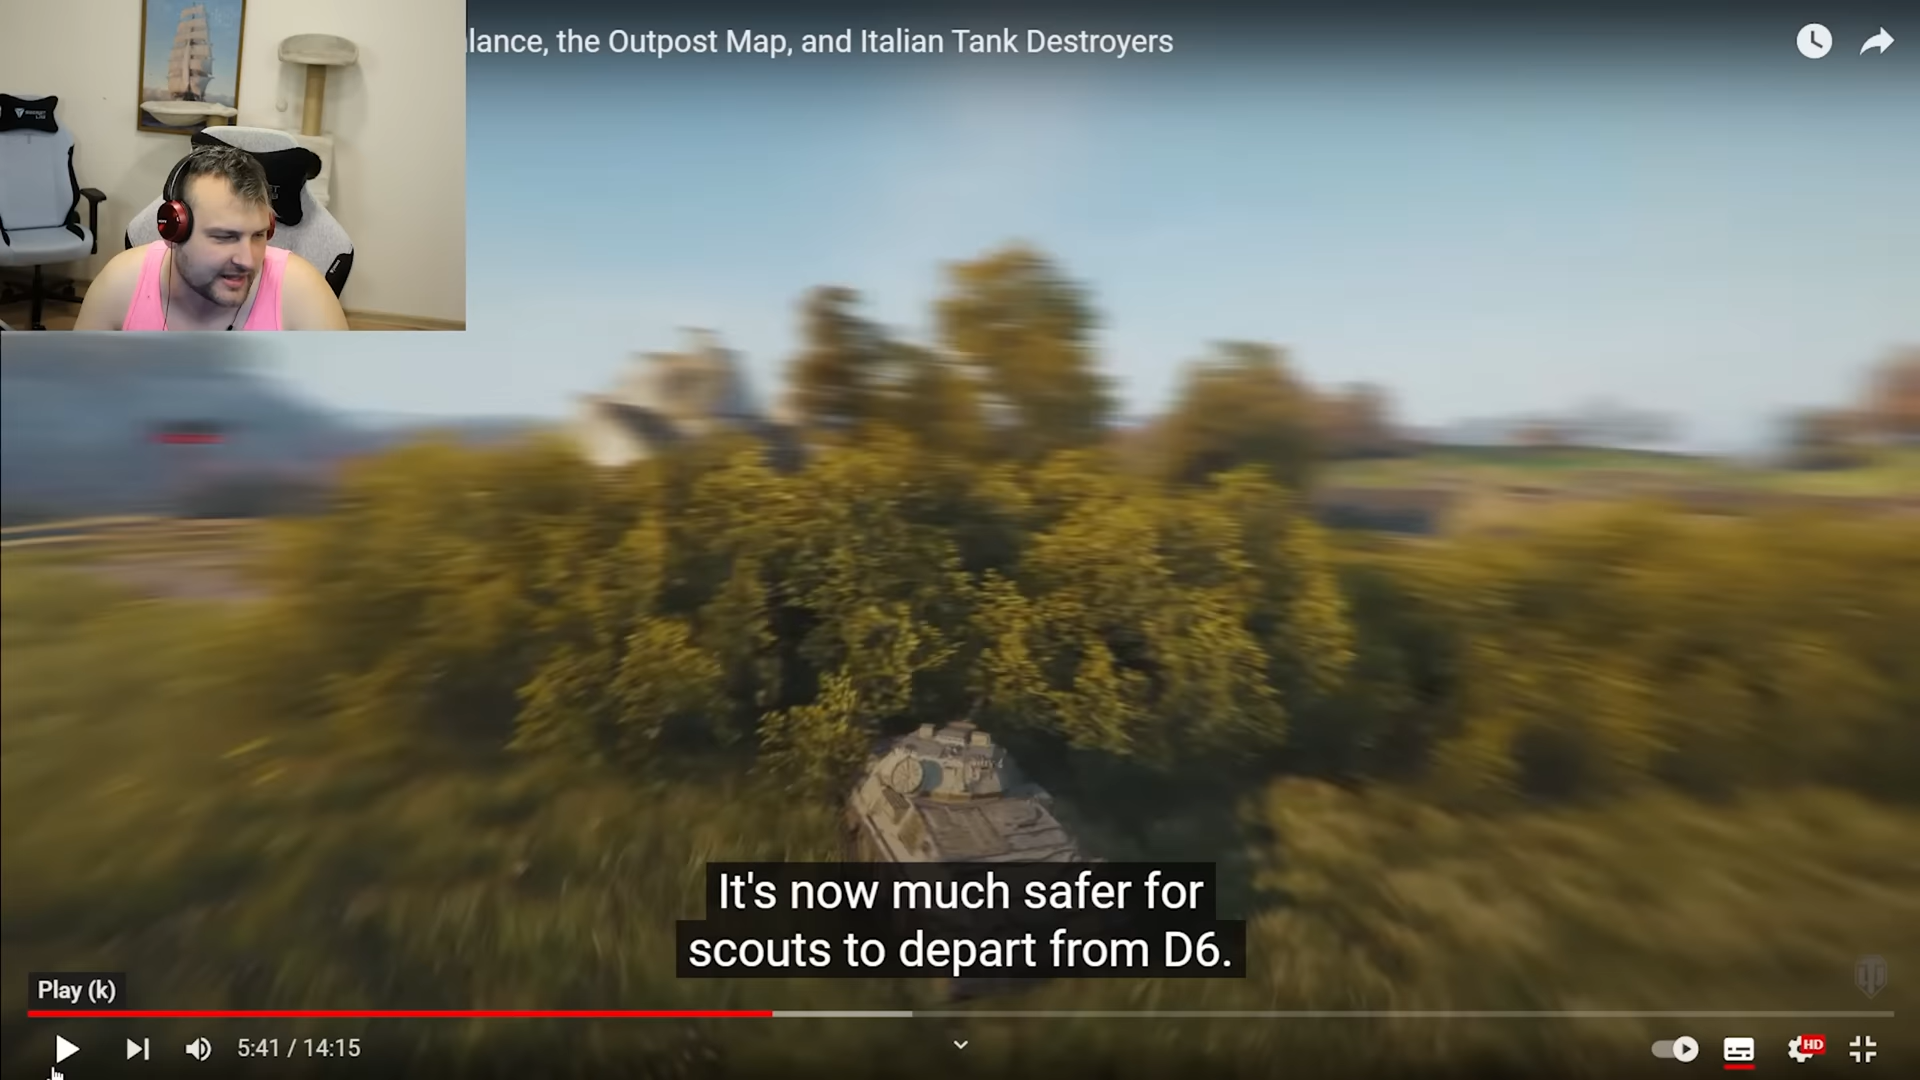 lance, the Outpost Map, and Italian Tank Destroyers
It's now much safer for
scouts to depart from D6.
Play (k)
5:41 / 14:15
HD